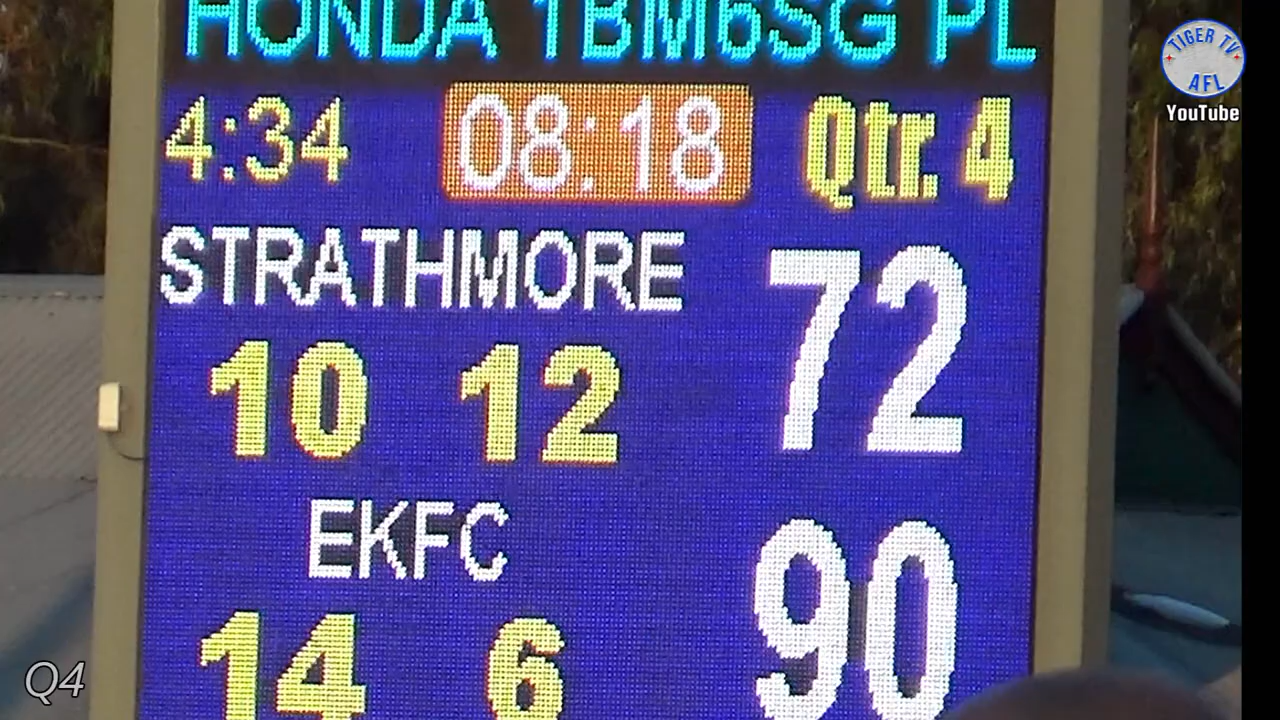 HONDA 1BM6SG PL
4:34 08:18 Qtr. 4
STRATHMORE 72
10 12
EKFC 90
14 6
Q4
TIGER TV
AFL
YouTube